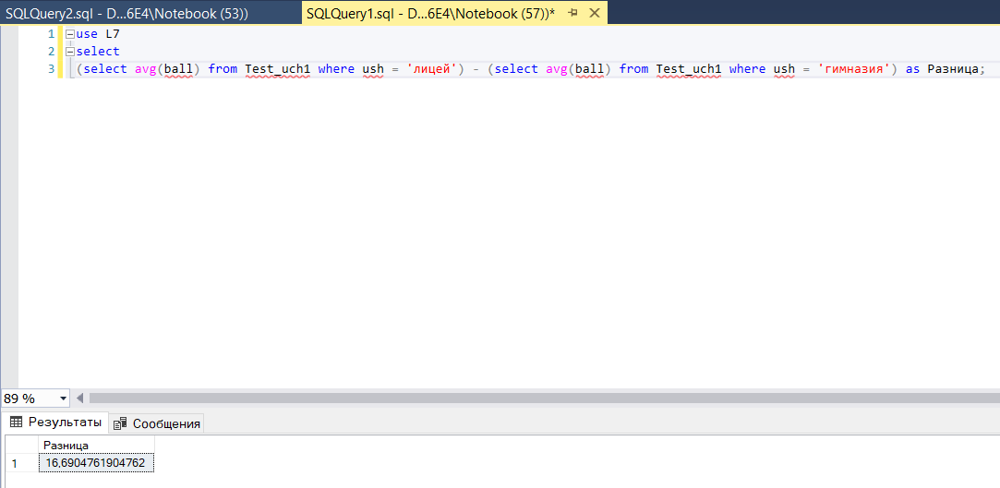 SQLQuery2.sql - D...6E4\Notebook (53)) SQLQuery1.sql - D...6E4\Notebook (57))*
1 use L7
2 select
3 (select avg(ball) from Test_uch1 where ush = 'лицей') - (select avg(ball) from Test_uch1 where ush = 'гимназия') as Разница;
89 %
Результаты Сообщения
Разница
1 16,6904761904762